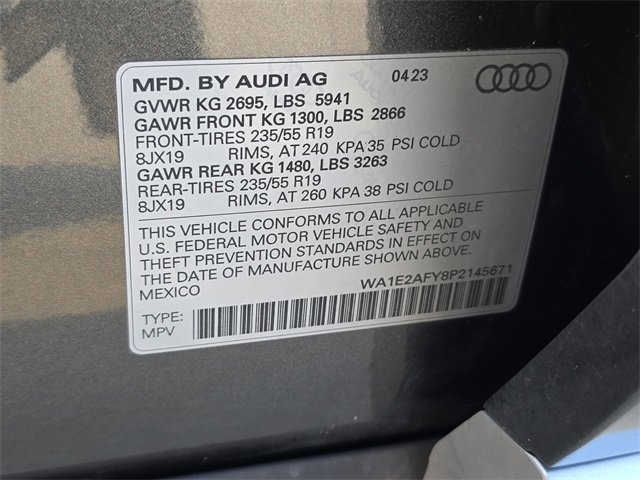 MFD. BY AUDI AG 04 23
GVWR KG 2695, LBS 5941
GAWR FRONT KG 1300, LBS 2866
FRONT-TIRES 235/55 R19
8JX19 RIMS, AT 240 KPA 35 PSI COLD
GAWR REAR KG 1480, LBS 3263
REAR-TIRES 235/55 R19
8JX19 RIMS, AT 260 KPA 38 PSI COLD
THIS VEHICLE CONFORMS TO ALL APPLICABLE
U.S. FEDERAL MOTOR VEHICLE SAFETY AND
THEFT PREVENTION STANDARDS IN EFFECT ON
THE DATE OF MANUFACTURE SHOWN ABOVE.
MEXICO WA1E2AFY8P2145671
TYPE:
MPV